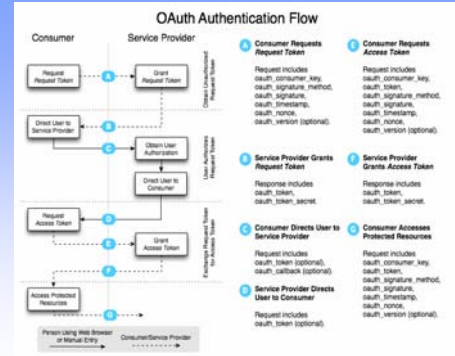 OAuth Authentication Flow
Consumer
Service Provider
Request
Request Token
A
Grant
Request Token
Obtain Unauthorized
Request Token
B
Direct User to
Service Provider
C
Obtain User
Authorization
User Authorizes
Request Token
Direct User to
Consumer
D
Request
Access Token
E
Grant
Access Token
Exchange Request Token
for Access Token
F
Access Protected
Resources
G
Person Using Web Browser
or Manual Entry
Consumer/Service Provider
A
Consumer Requests
Request Token
Request includes
oauth_consumer_key,
oauth_signature_method,
oauth_signature,
oauth_timestamp,
oauth_nonce,
oauth_version (optional).
B
Service Provider Grants
Request Token
Response includes
oauth_token,
oauth_token_secret.
C
Consumer Directs User to
Service Provider
Request includes
oauth_token (optional),
oauth_callback (optional).
D
Service Provider Directs
User to Consumer
Request includes
oauth_token (optional).
E
Consumer Requests
Access Token
Request includes
oauth_consumer_key,
oauth_token,
oauth_signature_method,
oauth_signature,
oauth_timestamp,
oauth_nonce,
oauth_version (optional).
F
Service Provider
Grants Access Token
Response includes
oauth_token,
oauth_token_secret.
G
Consumer Accesses
Protected Resources
Request includes
oauth_consumer_key,
oauth_token,
oauth_signature_method,
oauth_signature,
oauth_timestamp,
oauth_nonce,
oauth_version (optional).